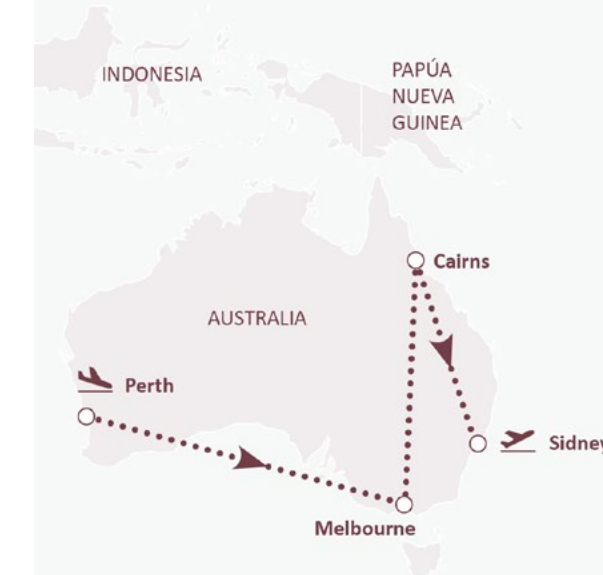 INDONESIA
PAPÚA
NUEVA
GUINEA
Cairns
AUSTRALIA
Perth
Sidney
Melbourne